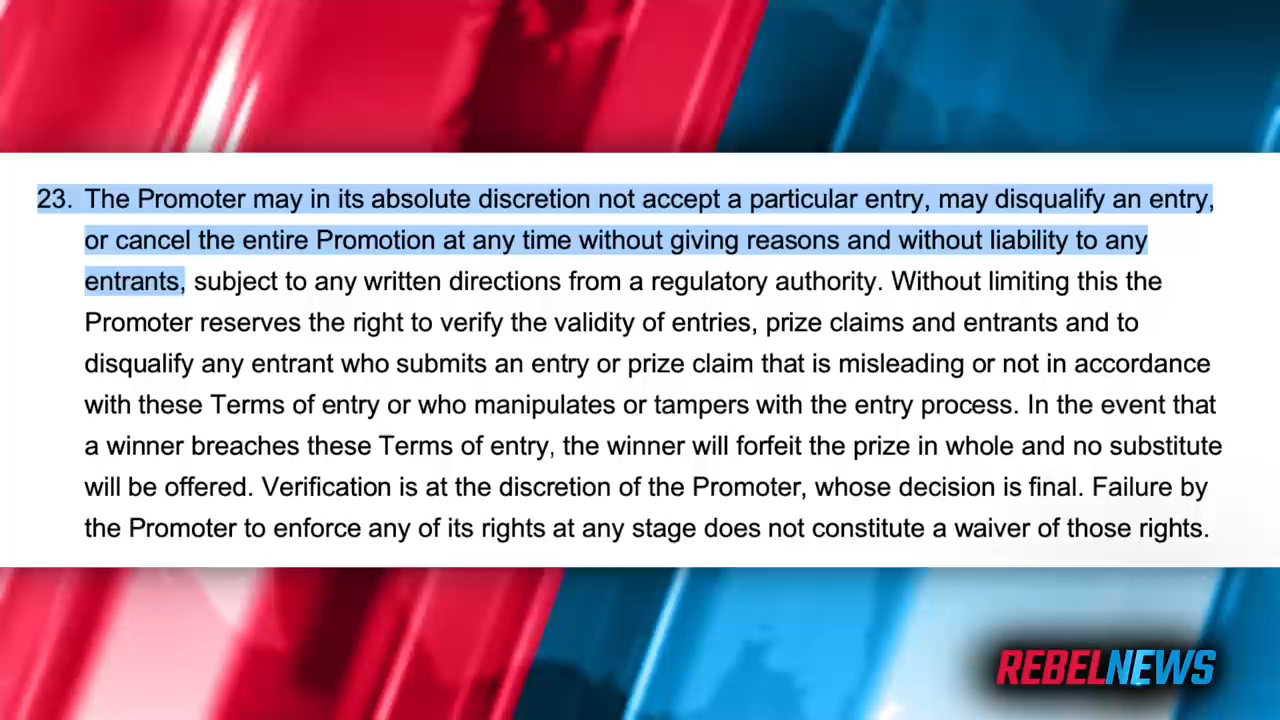 23. The Promoter may in its absolute discretion not accept a particular entry, may disqualify an entry,
or cancel the entire Promotion at any time without giving reasons and without liability to any
entrants, subject to any written directions from a regulatory authority. Without limiting this the
Promoter reserves the right to verify the validity of entries, prize claims and entrants and to
disqualify any entrant who submits an entry or prize claim that is misleading or not in accordance
with these Terms of entry or who manipulates or tampers with the entry process. In the event that
a winner breaches these Terms of entry, the winner will forfeit the prize in whole and no substitute
will be offered. Verification is at the discretion of the Promoter, whose decision is final. Failure by
the Promoter to enforce any of its rights at any stage does not constitute a waiver of those rights.
REBELNEWS